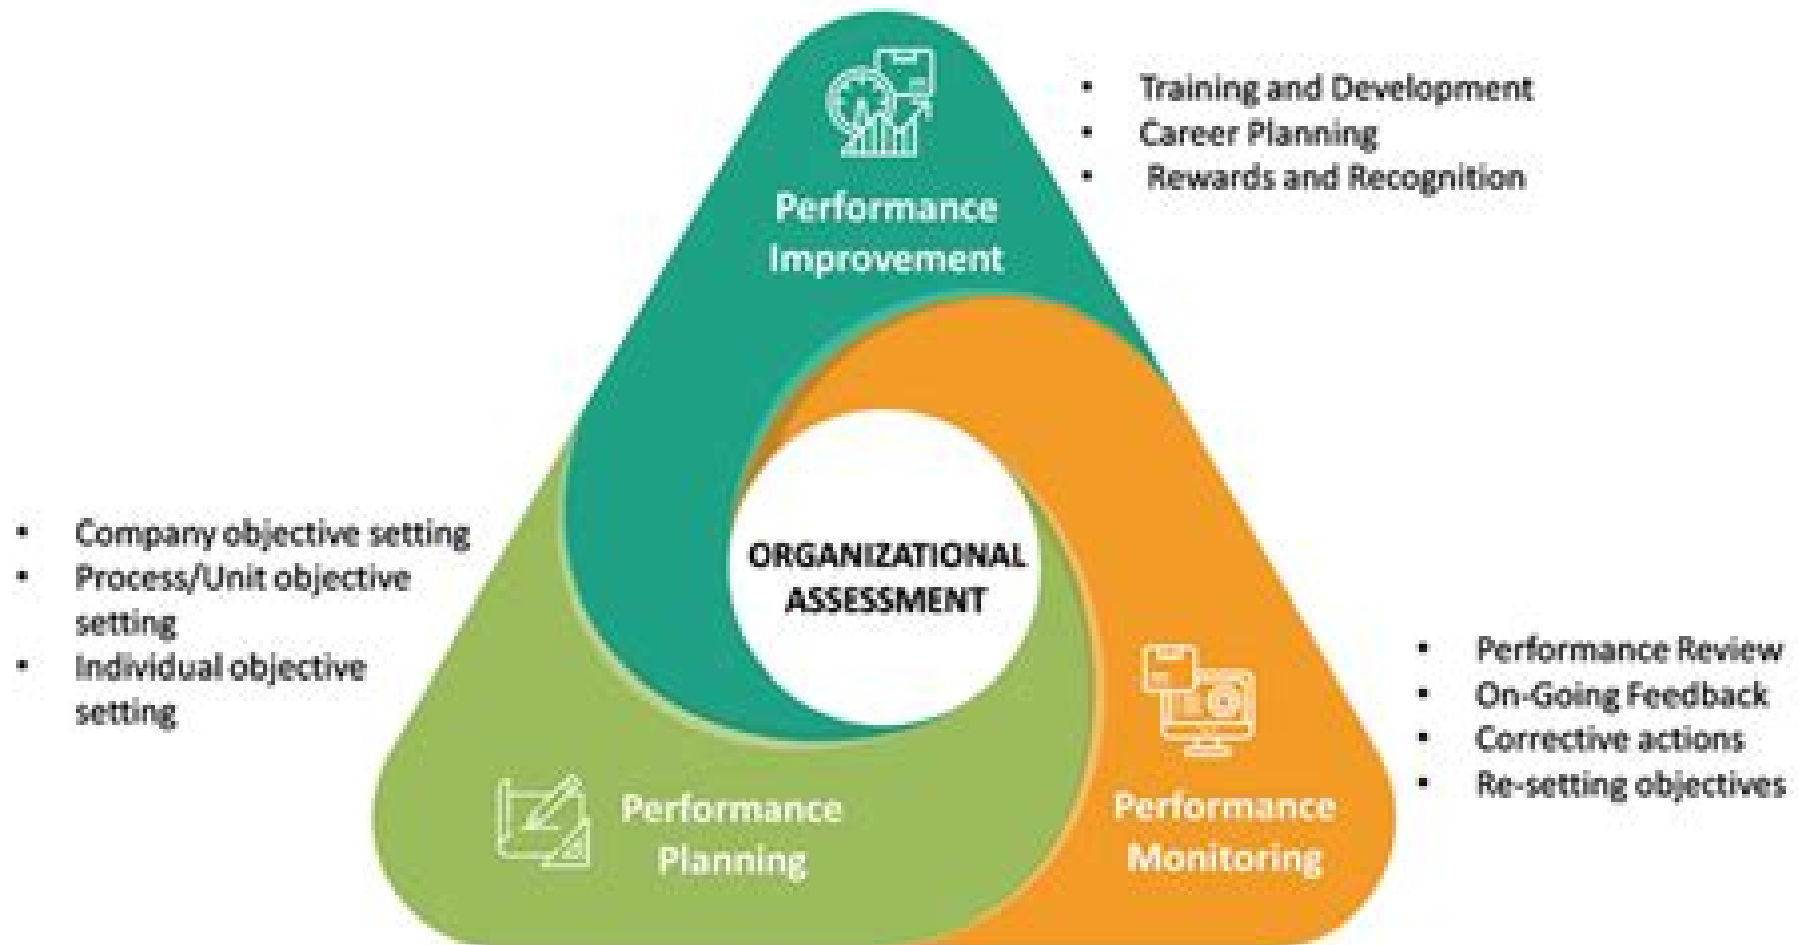 Performance
Improvement
• Training and Development
• Career Planning
• Rewards and Recognition
ORGANIZATIONAL
ASSESSMENT
• Company objective setting
• Process/Unit objective
setting
• Individual objective
setting
Performance
Planning
Performance
Monitoring
• Performance Review
• On-Going Feedback
• Corrective actions
• Re-setting objectives